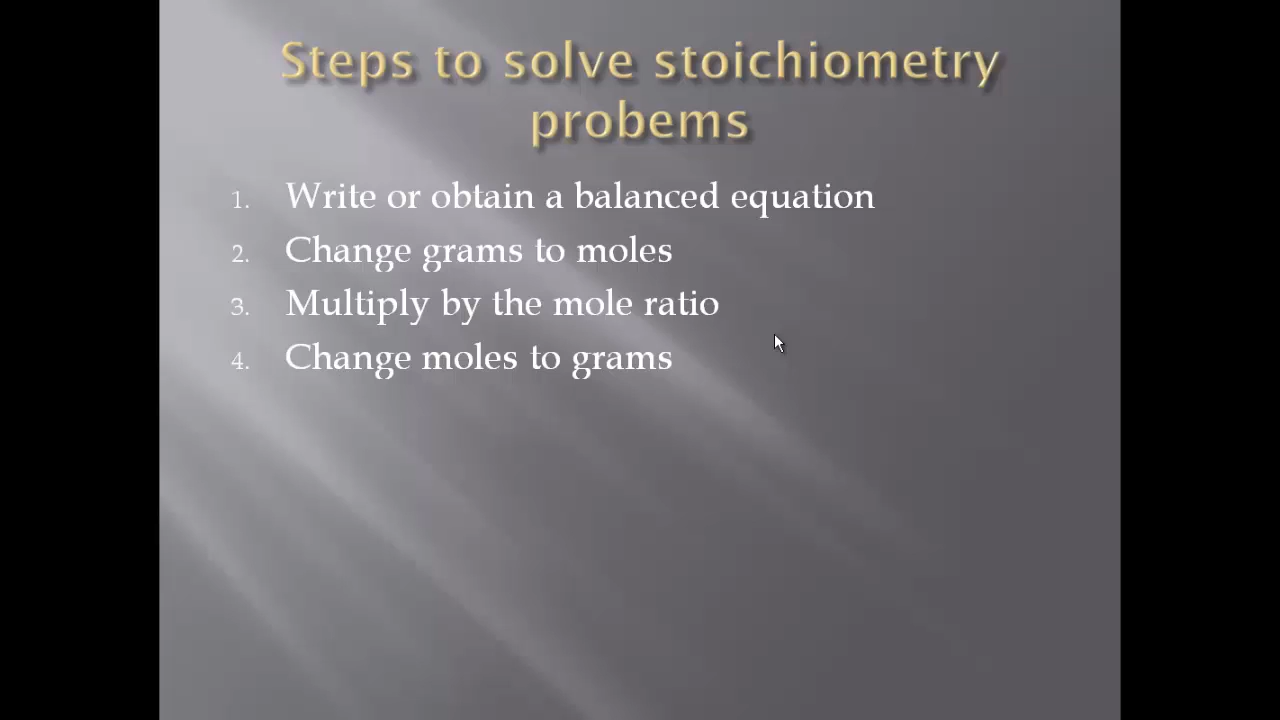 Steps to solve stoichiometry
probems
1. Write or obtain a balanced equation
2. Change grams to moles
3. Multiply by the mole ratio
4. Change moles to grams